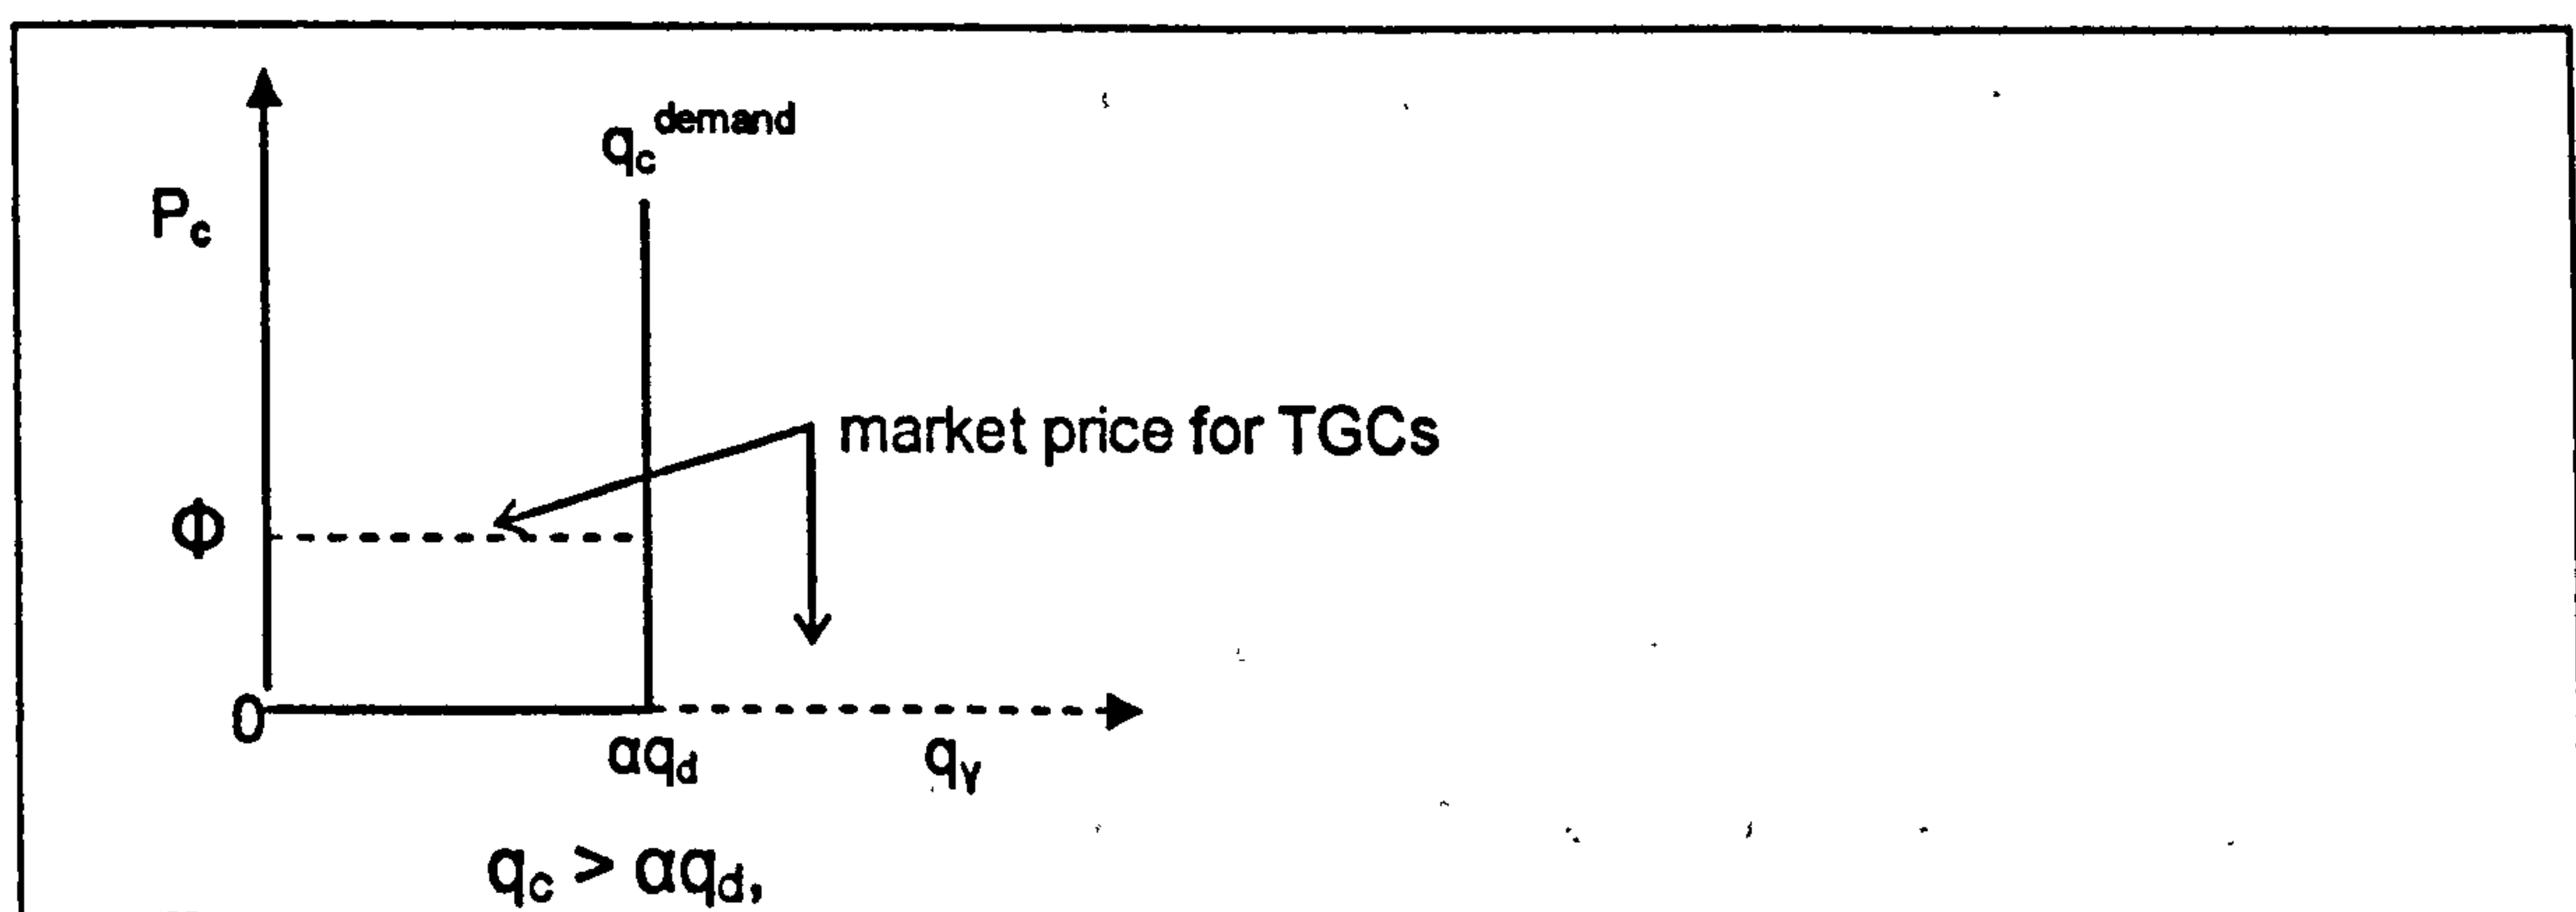 q_c^demand
P_c
market price for TGCs
Φ
0
αq_d
q_γ
q_c > αq_d,